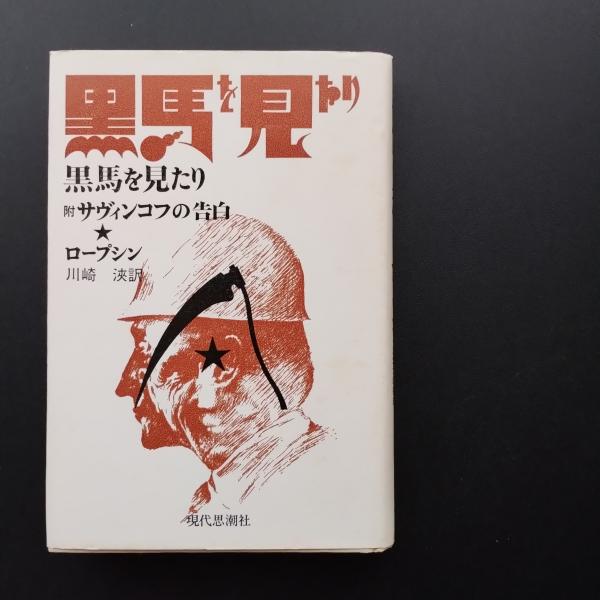 黒馬を見たり
黒馬を見たり
附 サヴィンコフの告白
★
ロープシン
川崎 浹訳
現代思潮社